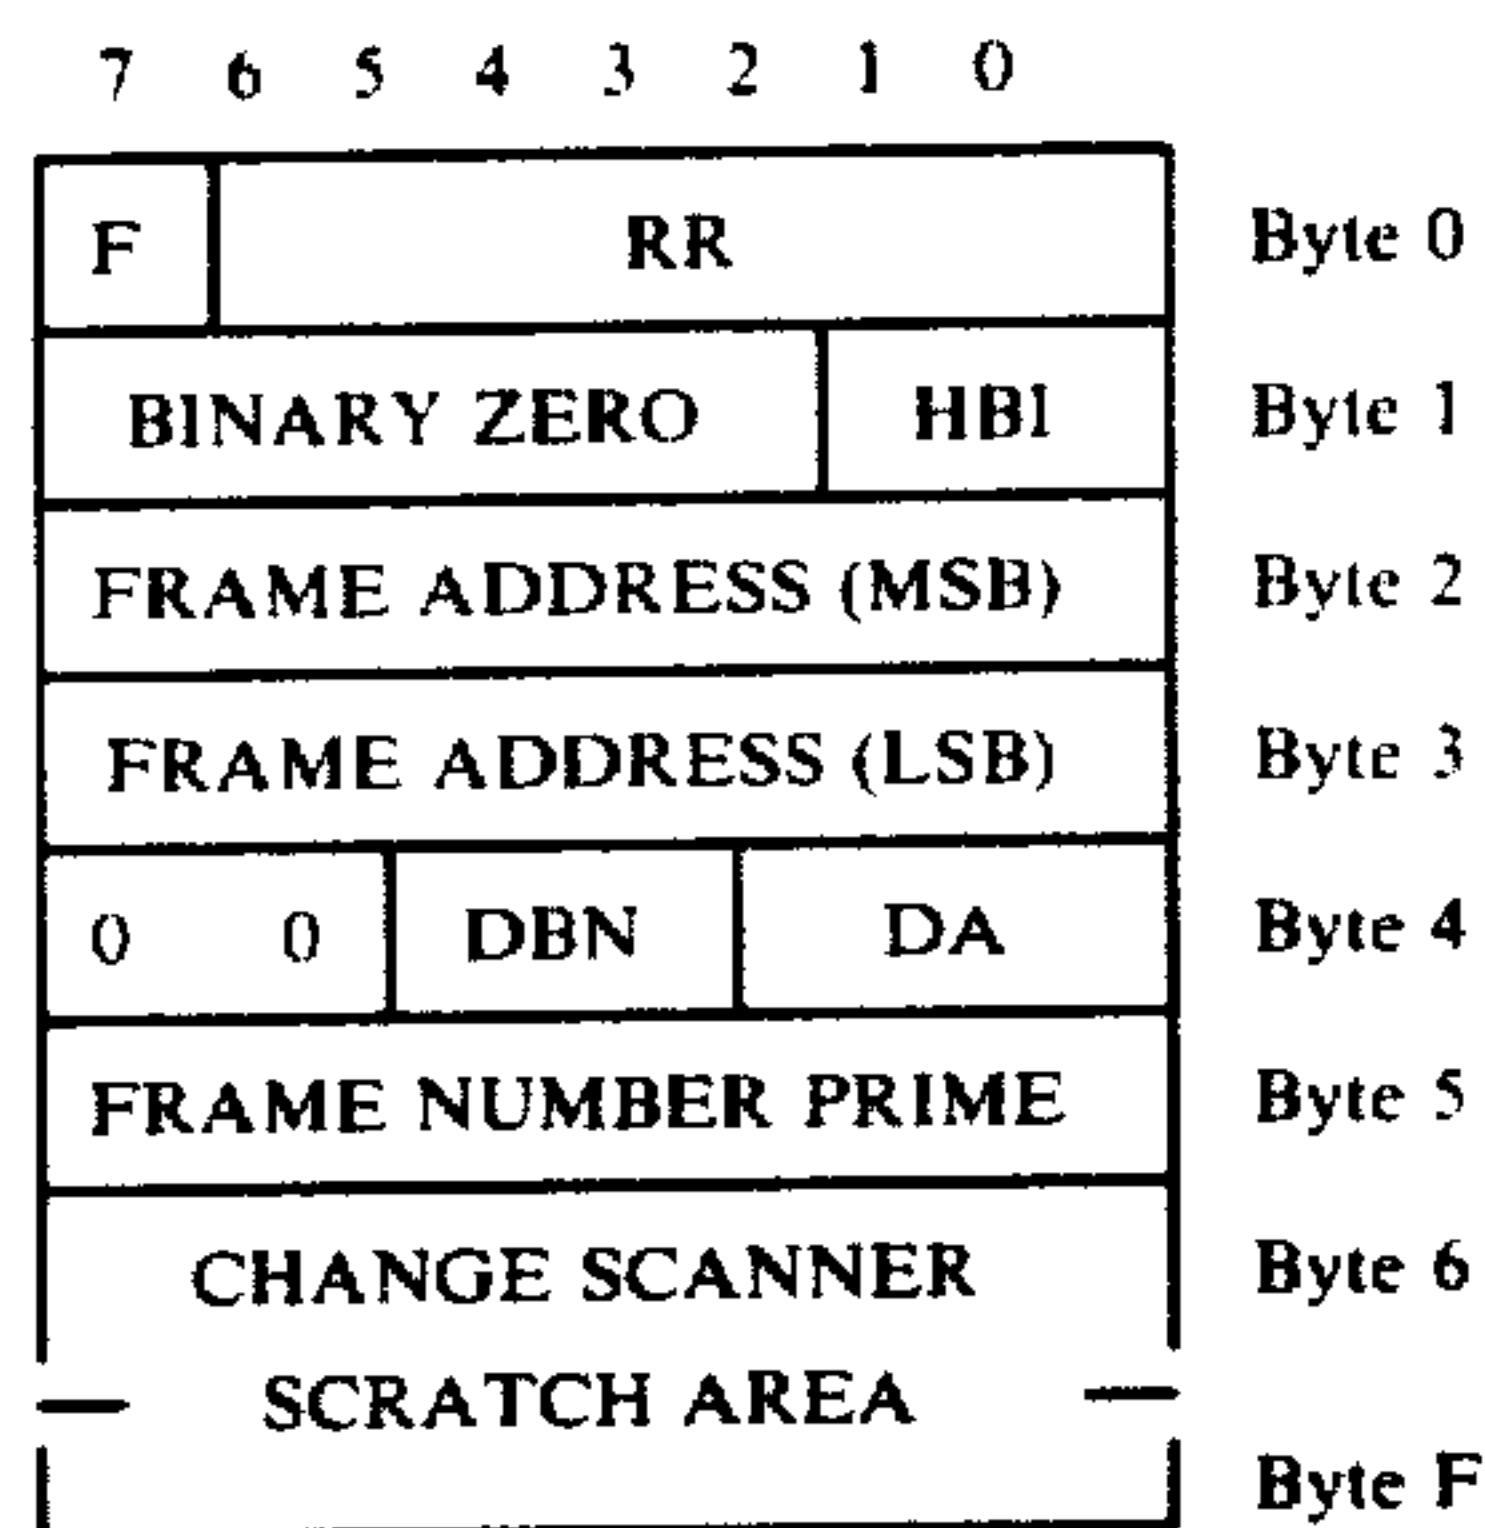 7 6 5 4 3 2 1 0
F RR Byte 0
BINARY ZERO HBI Byte 1
FRAME ADDRESS (MSB) Byte 2
FRAME ADDRESS (LSB) Byte 3
0 0 DBN DA Byte 4
FRAME NUMBER PRIME Byte 5
CHANGE SCANNER Byte 6
SCRATCH AREA
Byte F